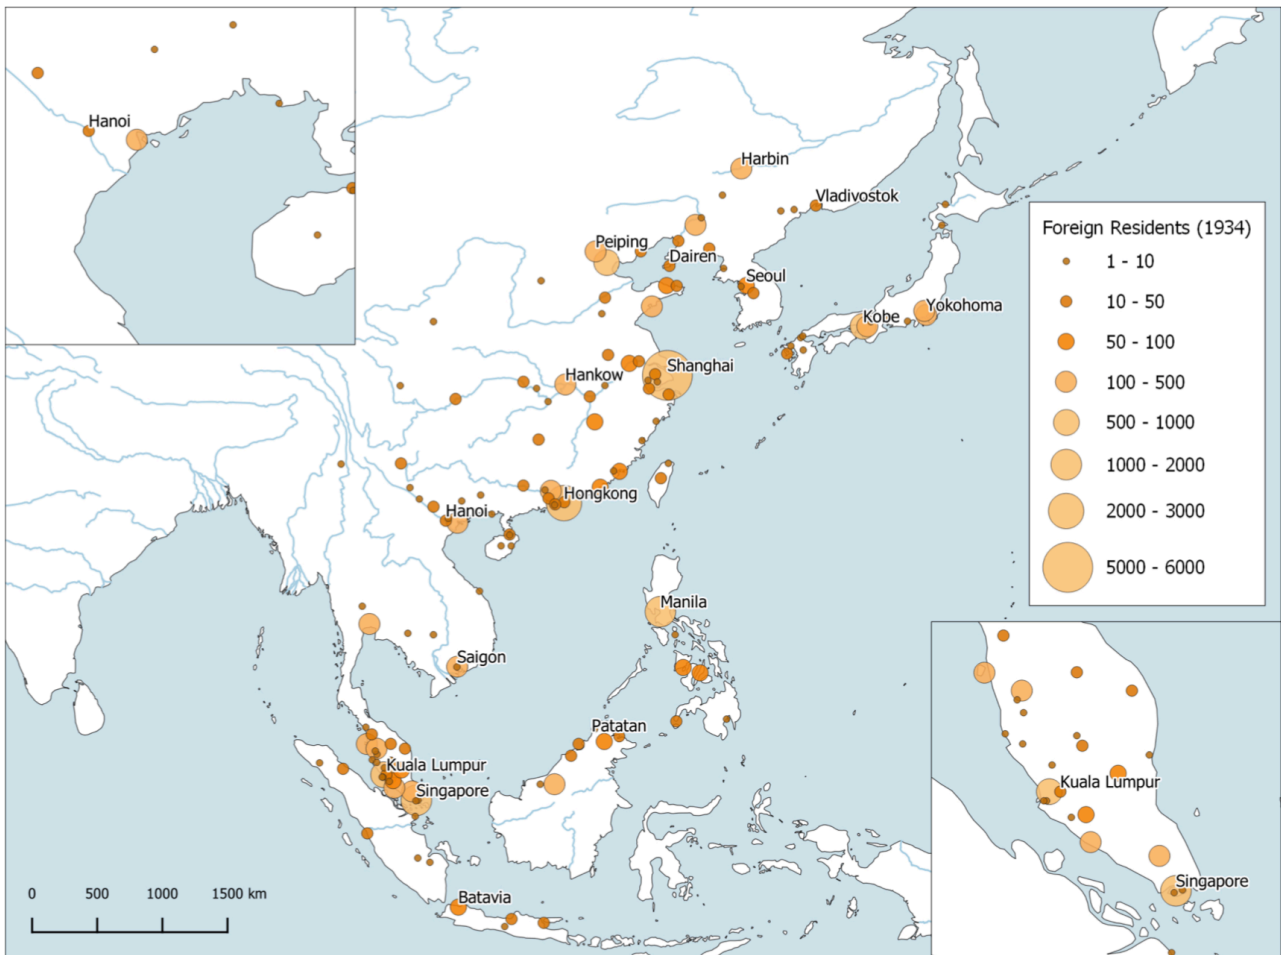 Hanoi
Harbin
Vladivostok
Peiping
Dairen
Seoul
Kobe
Yokohoma
Shanghai
Hankow
Hongkong
Hanoi
Manila
Saigon
Patatan
Kuala Lumpur
Singapore
Batavia
0 500 1000 1500 km
Foreign Residents (1934)
1 - 10
10 - 50
50 - 100
100 - 500
500 - 1000
1000 - 2000
2000 - 3000
5000 - 6000
Kuala Lumpur
Singapore